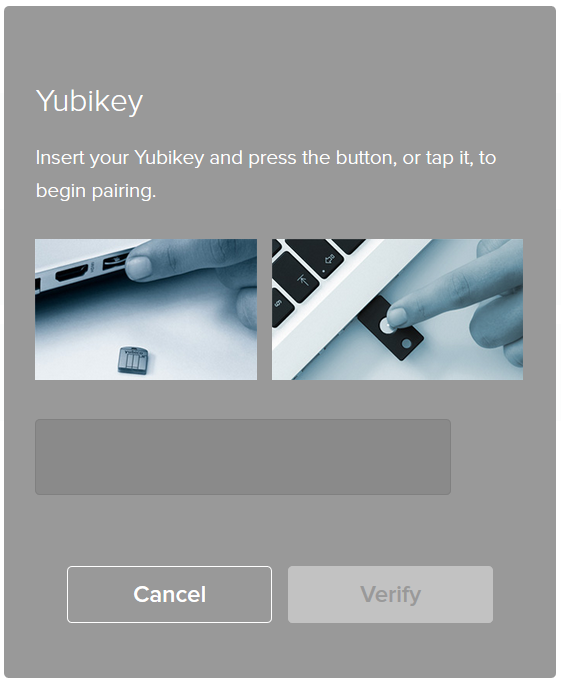 Yubikey
Insert your Yubikey and press the button, or tap it, to
begin pairing.
Cancel
Verify